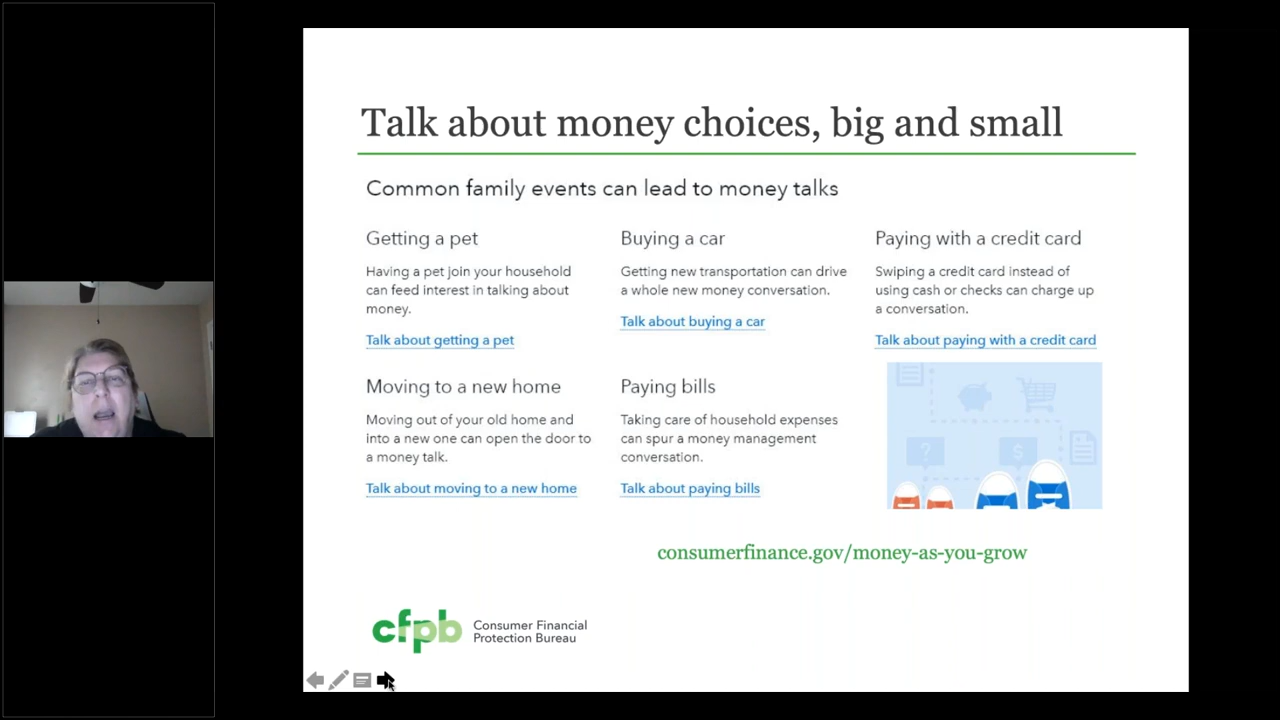 Talk about money choices, big and small
Common family events can lead to money talks
Getting a pet
Having a pet join your household
can feed interest in talking about
money.
Talk about getting a pet
Buying a car
Getting new transportation can drive
a whole new money conversation.
Talk about buying a car
Paying with a credit card
Swiping a credit card instead of
using cash or checks can charge up
a conversation.
Talk about paying with a credit card
Moving to a new home
Moving out of your old home and
into a new one can open the door to
a money talk.
Talk about moving to a new home
Paying bills
Taking care of household expenses
can spur a money management
conversation.
Talk about paying bills
?
$
consumerfinance.gov/money-as-you-grow
cfpb
Consumer Financial
Protection Bureau